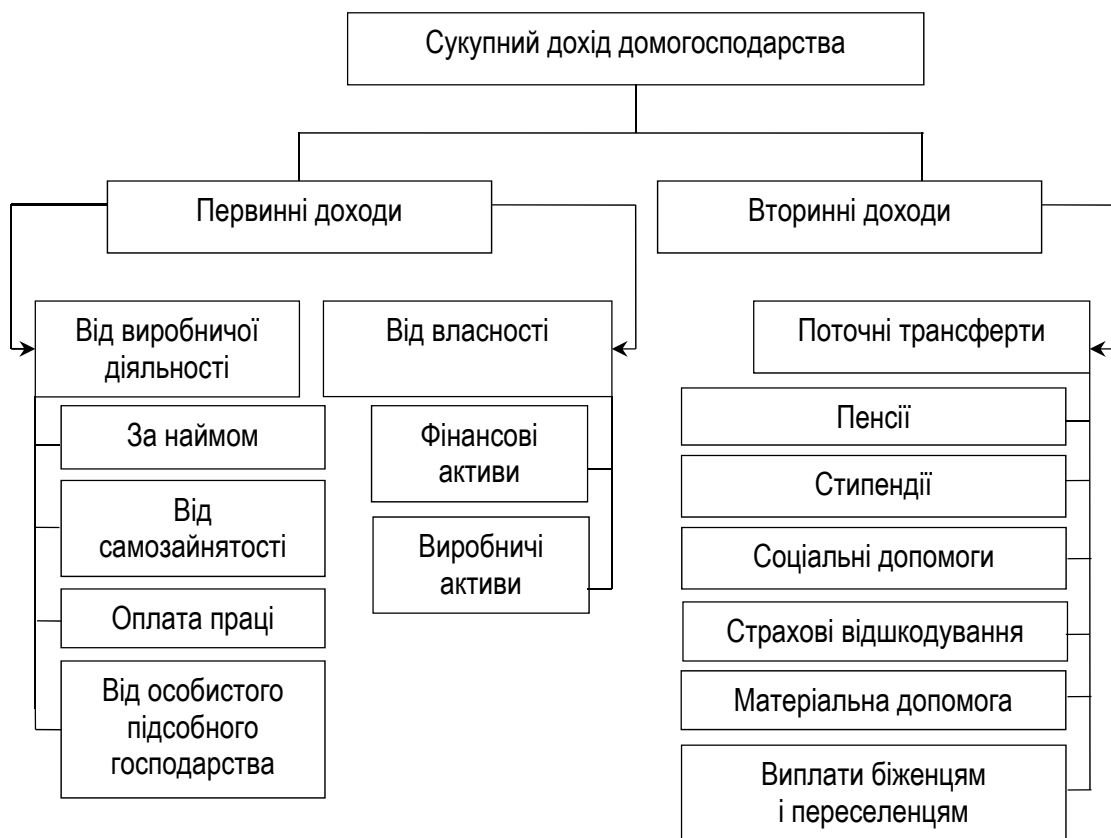 Сукупний дохід домогосподарства
Первинні доходи
Вторинні доходи
Від виробничої
діяльності
Від власності
Поточні трансферти
За наймом
Від
самозайнятості
Оплата праці
Від особистого
підсобного
господарства
Фінансові
активи
Виробничі
активи
Пенсії
Стипендії
Соціальні допомоги
Страхові відшкодування
Матеріальна допомога
Виплати біженцям
і переселенцям